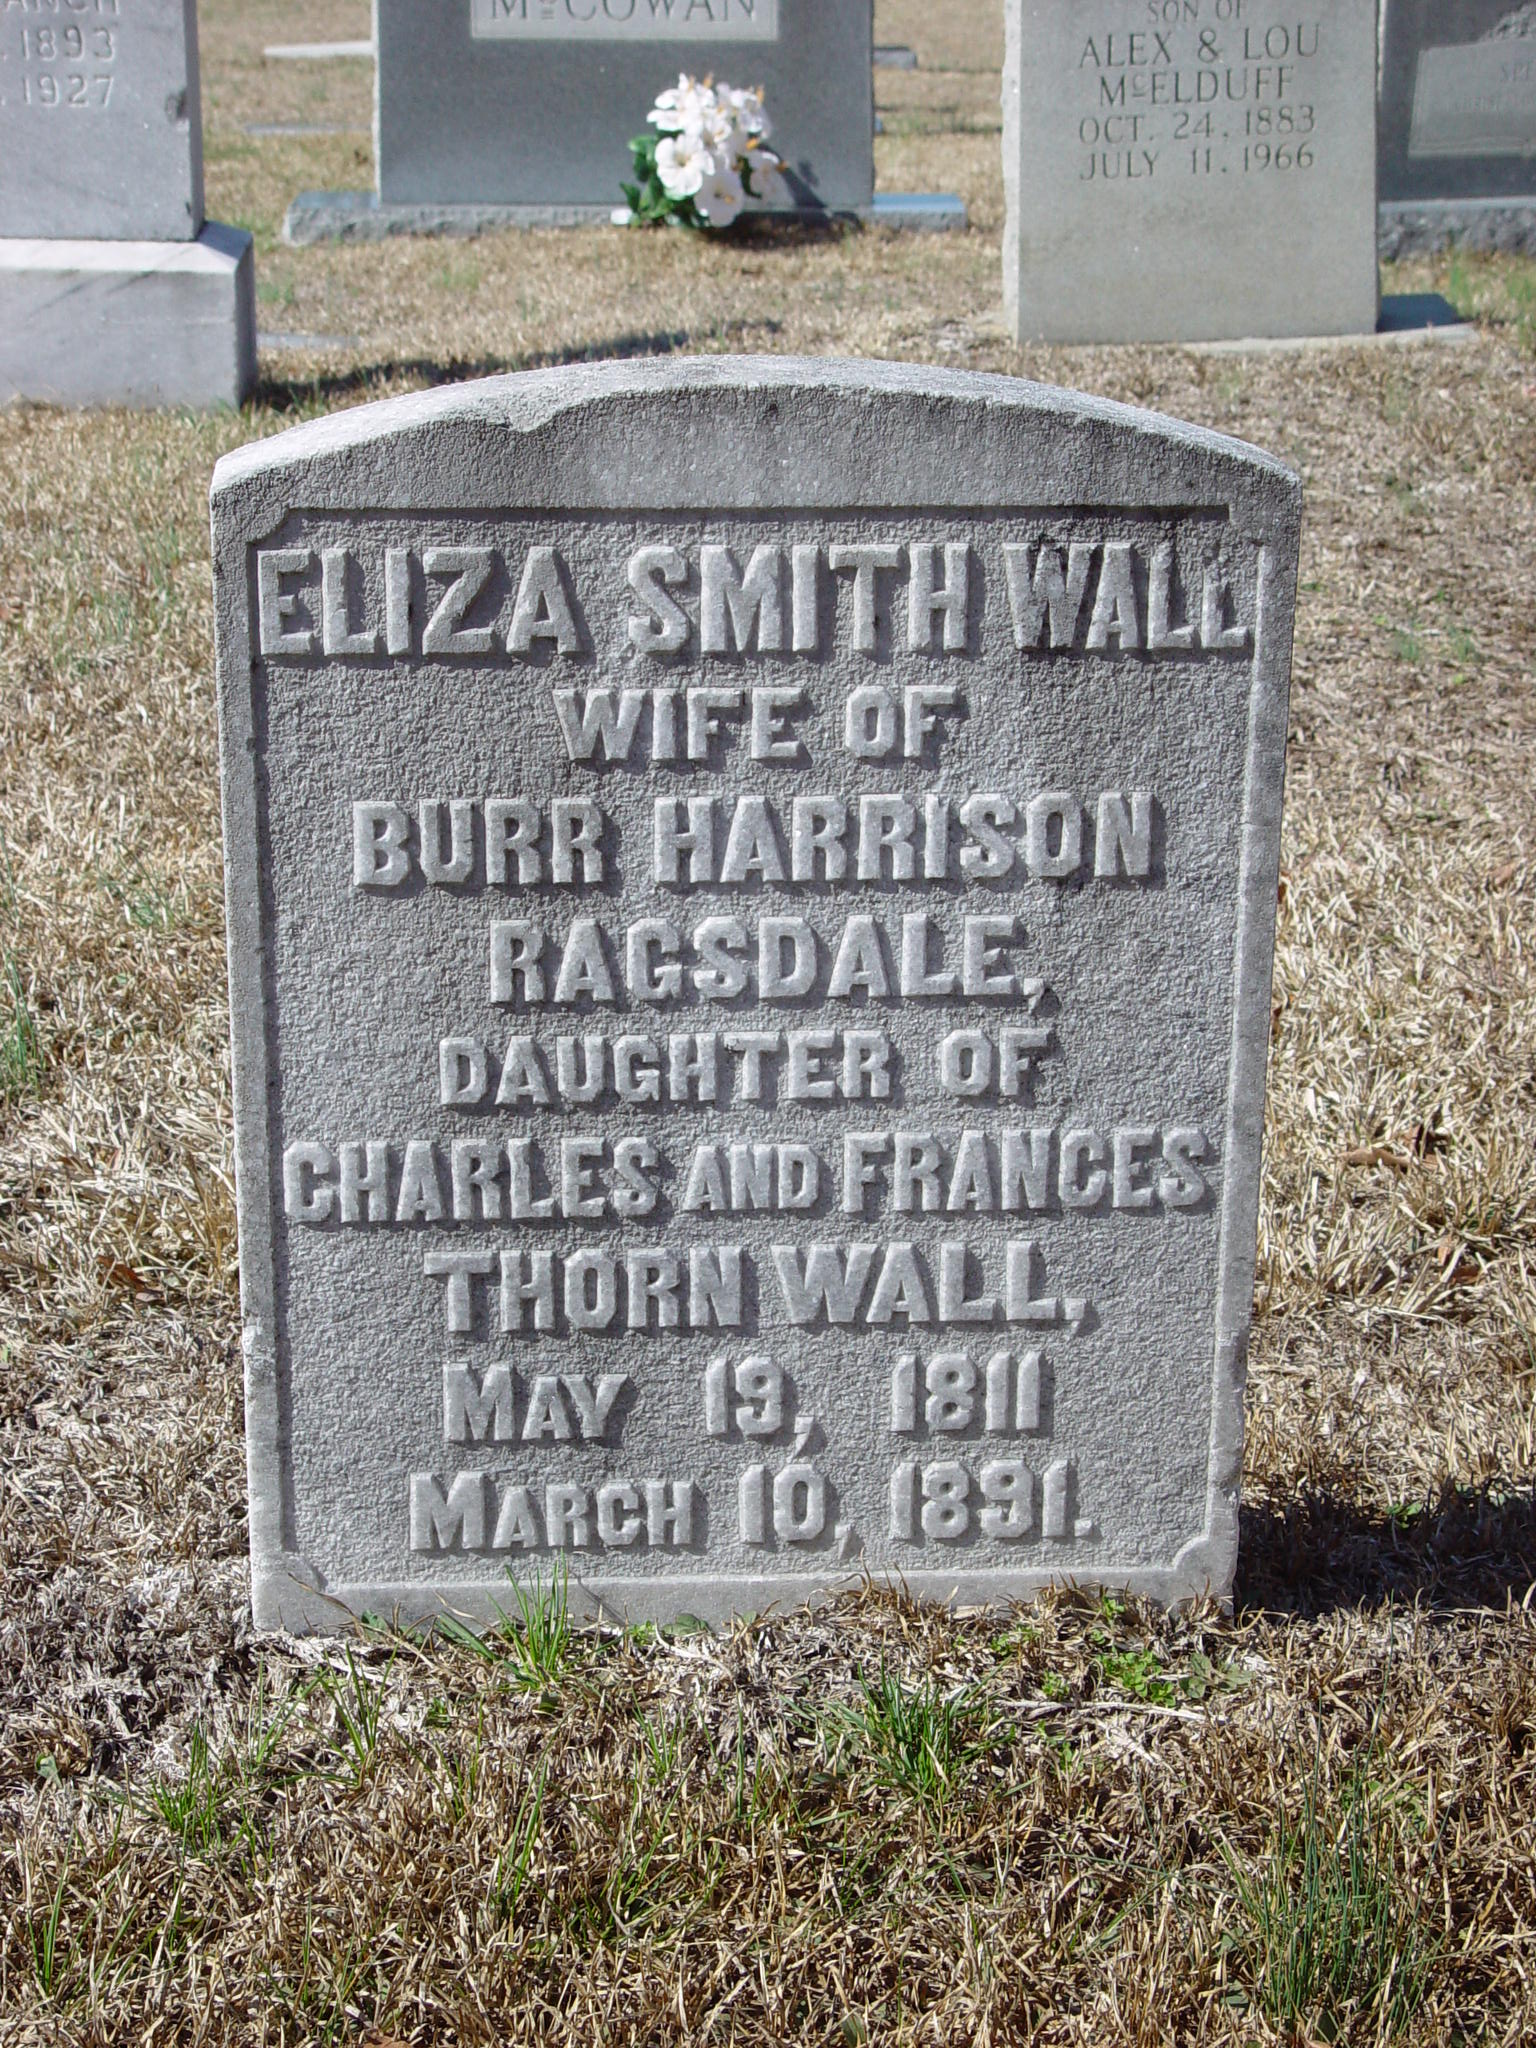 1893
1927
McCOWAN
SON OF
ALEX & LOU
McELDUFF
OCT. 24, 1883
JULY 11, 1966
ELIZA SMITH WALL
WIFE OF
BURR HARRISON
RAGSDALE,
DAUGHTER OF
CHARLES AND FRANCES
THORN WALL,
MAY 19, 1811
MARCH 10, 1891.